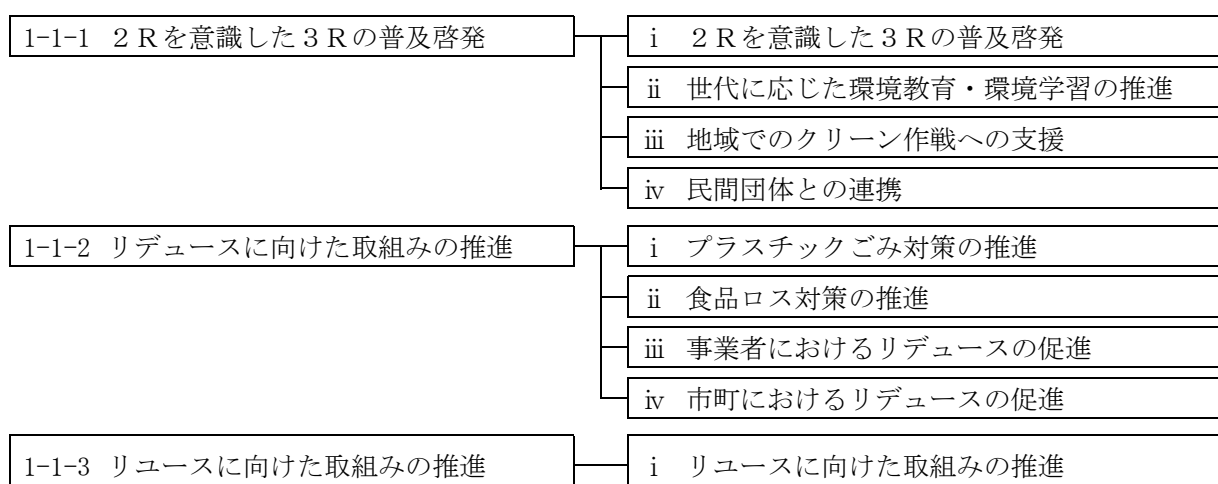 1-1-1 ２Ｒを意識した３Ｒの普及啓発
ⅰ ２Ｒを意識した３Ｒの普及啓発
ⅱ 世代に応じた環境教育・環境学習の推進
ⅲ 地域でのクリーン作戦への支援
ⅳ 民間団体との連携
1-1-2 リデュースに向けた取組みの推進
ⅰ プラスチックごみ対策の推進
ⅱ 食品ロス対策の推進
ⅲ 事業者におけるリデュースの促進
ⅳ 市町におけるリデュースの促進
1-1-3 リユースに向けた取組みの推進
ⅰ リユースに向けた取組みの推進